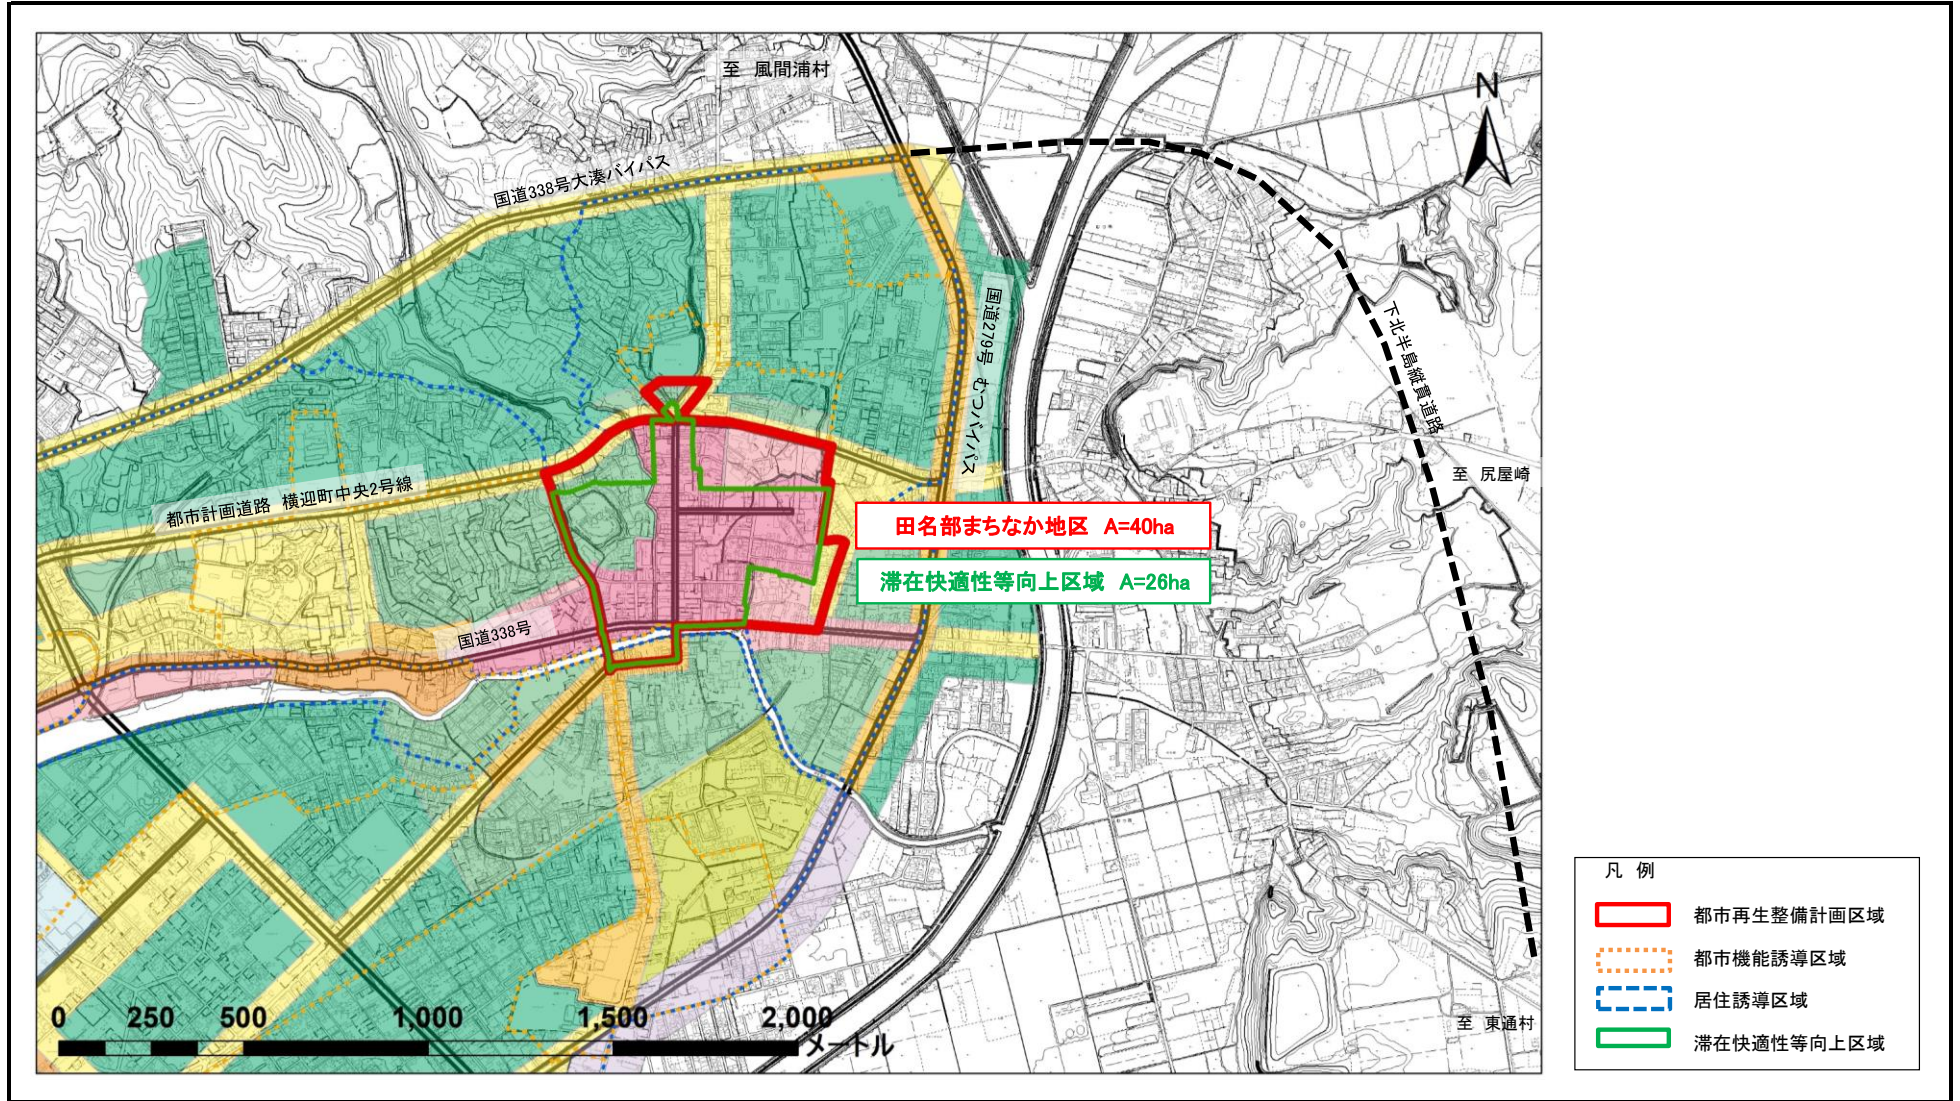 至 風間浦村
N
国道338号大湊バイパス
国道279号 むつバイパス
下北半島縦貫道路
至 尻屋崎
都市計画道路 横迎町中央2号線
田名部まちなか地区 A=40ha
滞在快適性等向上区域 A=26ha
国道338号
凡 例
都市再生整備計画区域
都市機能誘導区域
居住誘導区域
滞在快適性等向上区域
0 250 500 1,000 1,500 2,000
メートル
至 東通村